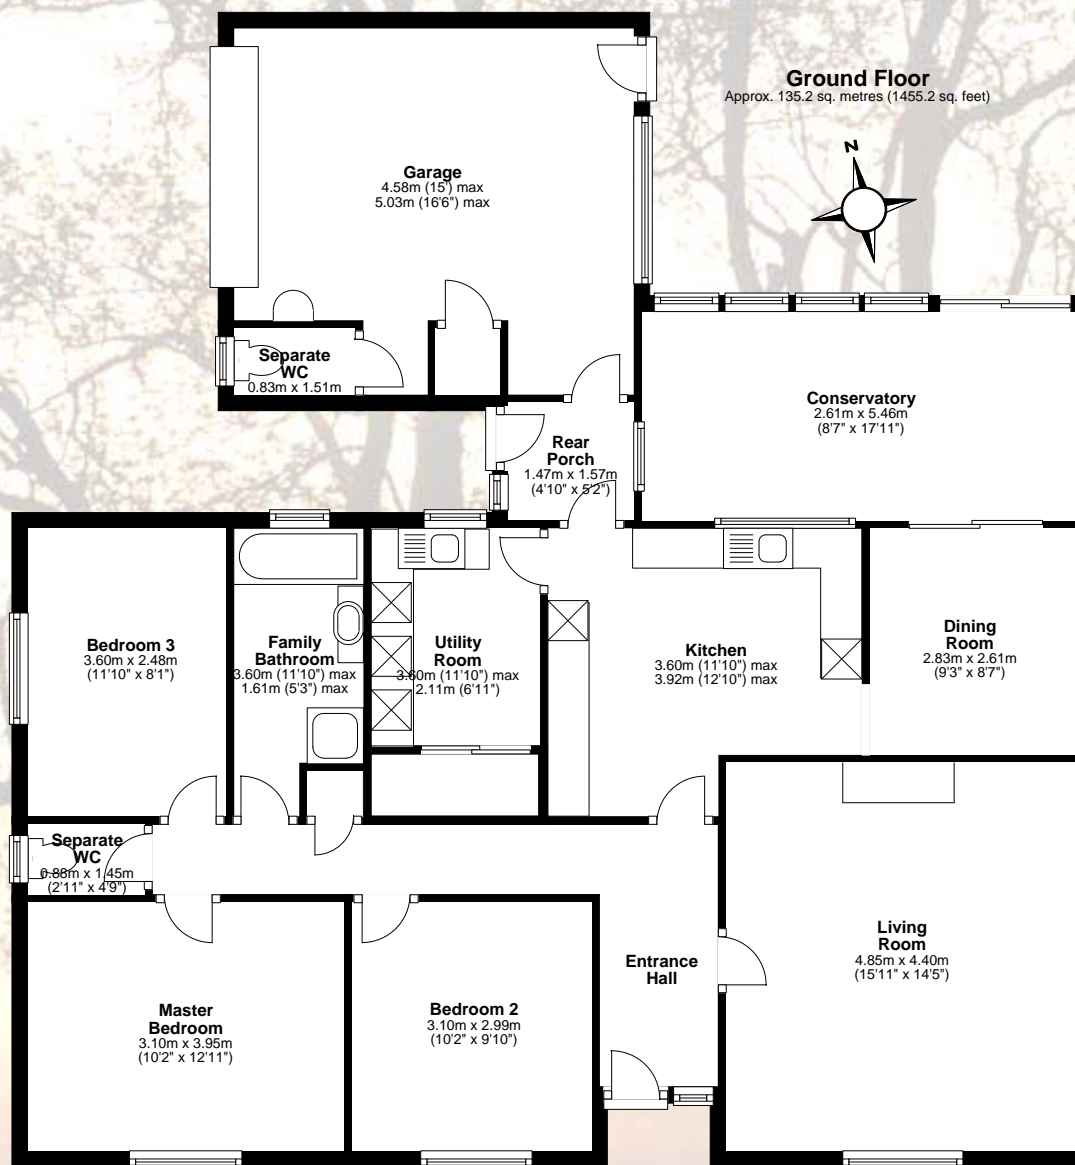 Ground Floor
Approx. 135.2 sq. metres (1455.2 sq. feet)
N
Garage
4.58m (15') max
5.03m (16'6") max
Separate
WC
0.83m x 1.51m
Conservatory
2.61m x 5.46m
(8'7" x 17'11")
Rear
Porch
1.47m x 1.57m
(4'10" x 5'2")
Bedroom 3
3.60m x 2.48m
(11'10" x 8'1")
Family
Bathroom
3.60m (11'10") max
1.61m (5'3") max
Utility
Room
3.60m (11'10") max
2.11m (6'11")
Kitchen
3.60m (11'10") max
3.92m (12'10") max
Dining
Room
2.83m x 2.61m
(9'3" x 8'7")
Separate
WC
0.88m x 1.45m
(2'11" x 4'9")
Living
Room
4.85m x 4.40m
(15'11" x 14'5")
Entrance
Hall
Master
Bedroom
3.10m x 3.95m
(10'2" x 12'11")
Bedroom 2
3.10m x 2.99m
(10'2" x 9'10")